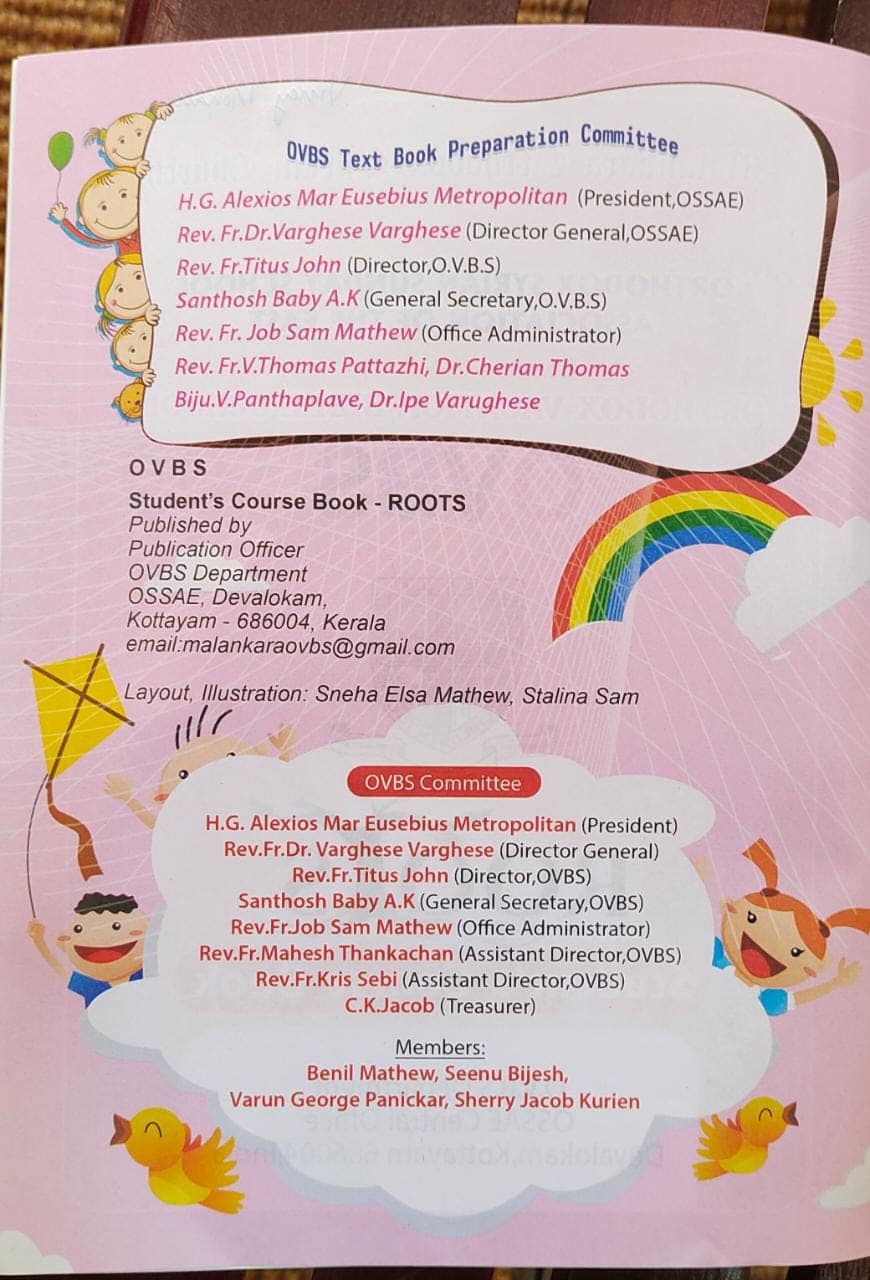 OVBS Text Book Preparation Committee
H.G. Alexios Mar Eusebius Metropolitan (President,OSSAE)
Rev. Fr.Dr.Varghese Varghese (Director General,OSSAE)
Rev. Fr.Titus John (Director,O.V.B.S)
Santhosh Baby A.K (General Secretary,O.V.B.S)
Rev. Fr. Job Sam Mathew (Office Administrator)
Rev. Fr.V.Thomas Pattazhi, Dr.Cherian Thomas
Biju.V.Panthaplave, Dr.Ipe Varughese
O V B S
Student's Course Book - ROOTS
Published by
Publication Officer
OVBS Department
OSSAE, Devalokam,
Kottayam - 686004, Kerala
email:malankaraovbs@gmail.com
Layout, Illustration: Sneha Elsa Mathew, Stalina Sam
OVBS Committee
H.G. Alexios Mar Eusebius Metropolitan (President)
Rev.Fr.Dr. Varghese Varghese (Director General)
Rev.Fr.Titus John (Director,OVBS)
Santhosh Baby A.K (General Secretary,OVBS)
Rev.Fr.Job Sam Mathew (Office Administrator)
Rev.Fr.Mahesh Thankachan (Assistant Director,OVBS)
Rev.Fr.Kris Sebi (Assistant Director,OVBS)
C.K.Jacob (Treasurer)
Members:
Benil Mathew, Seenu Bijesh,
Varun George Panickar, Sherry Jacob Kurien